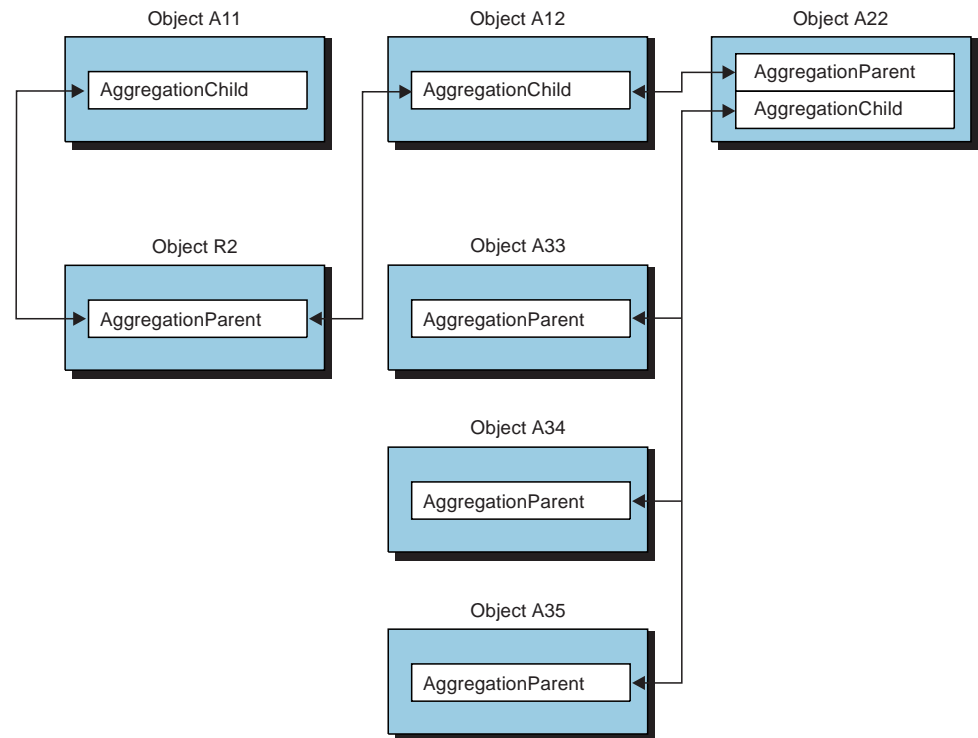 Object A11
AggregationChild
Object A12
AggregationChild
Object A22
AggregationParent
AggregationChild
Object R2
AggregationParent
Object A33
AggregationParent
Object A34
AggregationParent
Object A35
AggregationParent